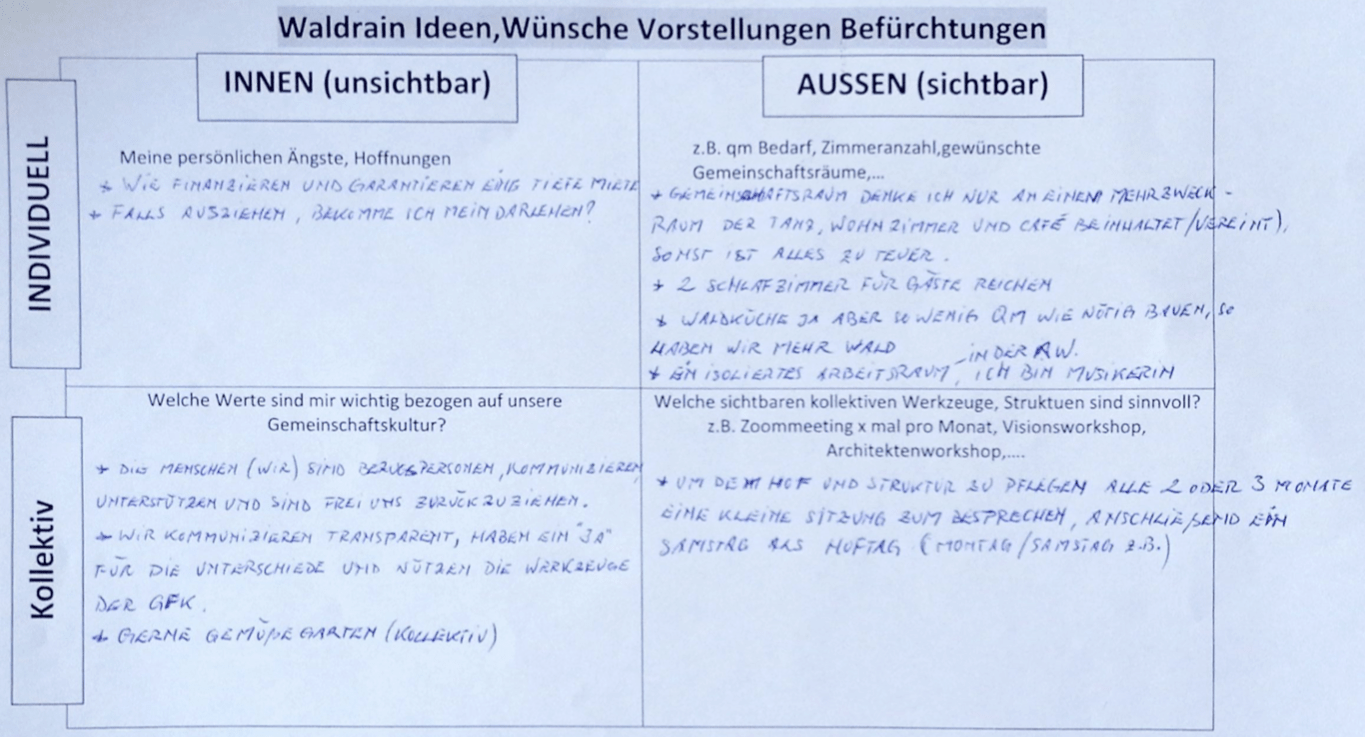 Waldrain Ideen,Wünsche Vorstellungen Befürchtungen
INNEN (unsichtbar)
AUSSEN (sichtbar)
INDIVIDUELL
Meine persönlichen Ängste, Hoffnungen
* WIE FINANZIEREN UND GARANTIEREN EINE TIEFE MIETE
* FALLS AUSZIEHEN, BEKOMME ICH MEIN DARLEHEN?
z.B. qm Bedarf, Zimmeranzahl,gewünschte
Gemeinschaftsräume,...
* GEMEINSCHAFTSRAUM DENKE ICH NUR AN EINEN MEHRZWECK-
RAUM DER TANZ, WOHNZIMMER UND CAFÉ BEINHALTET/VEREINT),
SONST IST ALLES ZU TEUER.
* 2 SCHLAFZIMMER FÜR GÄSTE REICHEN
* WALDKÜCHE JA ABER SO WENIG QM WIE NÖTIG BAUEN, SO
HABEN WIR MEHR WALD
* EIN ISOLIERTES ARBEITSRAUM - IN DER AW. ICH BIN MUSIKERIN
Kollektiv
Welche Werte sind mir wichtig bezogen auf unsere
Gemeinschaftskultur?
* DIE MENSCHEN (WIR) SIND BEZUGSPERSONEN, KOMMUNIZIEREN
UNTERSTÜTZEN UND SIND FREI UNS ZURÜCKZUZIEHEN.
* WIR KOMMUNIZIEREN TRANSPARENT, HABEN EIN "JA"
FÜR DIE UNTERSCHIEDE UND NÜTZEN DIE WERKZEUGE
DER GFK.
* GERNE GEMÜßE GARTEN (KOLLEKTIV)
Welche sichtbaren kollektiven Werkzeuge, Struktuen sind sinnvoll?
z.B. Zoommeeting x mal pro Monat, Visionsworkshop,
Architektenworkshop,....
* UM DEM HOF UND STRUKTUR ZU PFLEGEN ALLE 2 ODER 3 MONATE
EINE KLEINE SITZUNG ZUM BESPRECHEN, ANSCHLIEßEND EIN
SAMSTAG ALS HOFTAG (MONTAG/SAMSTAG Z.B.)